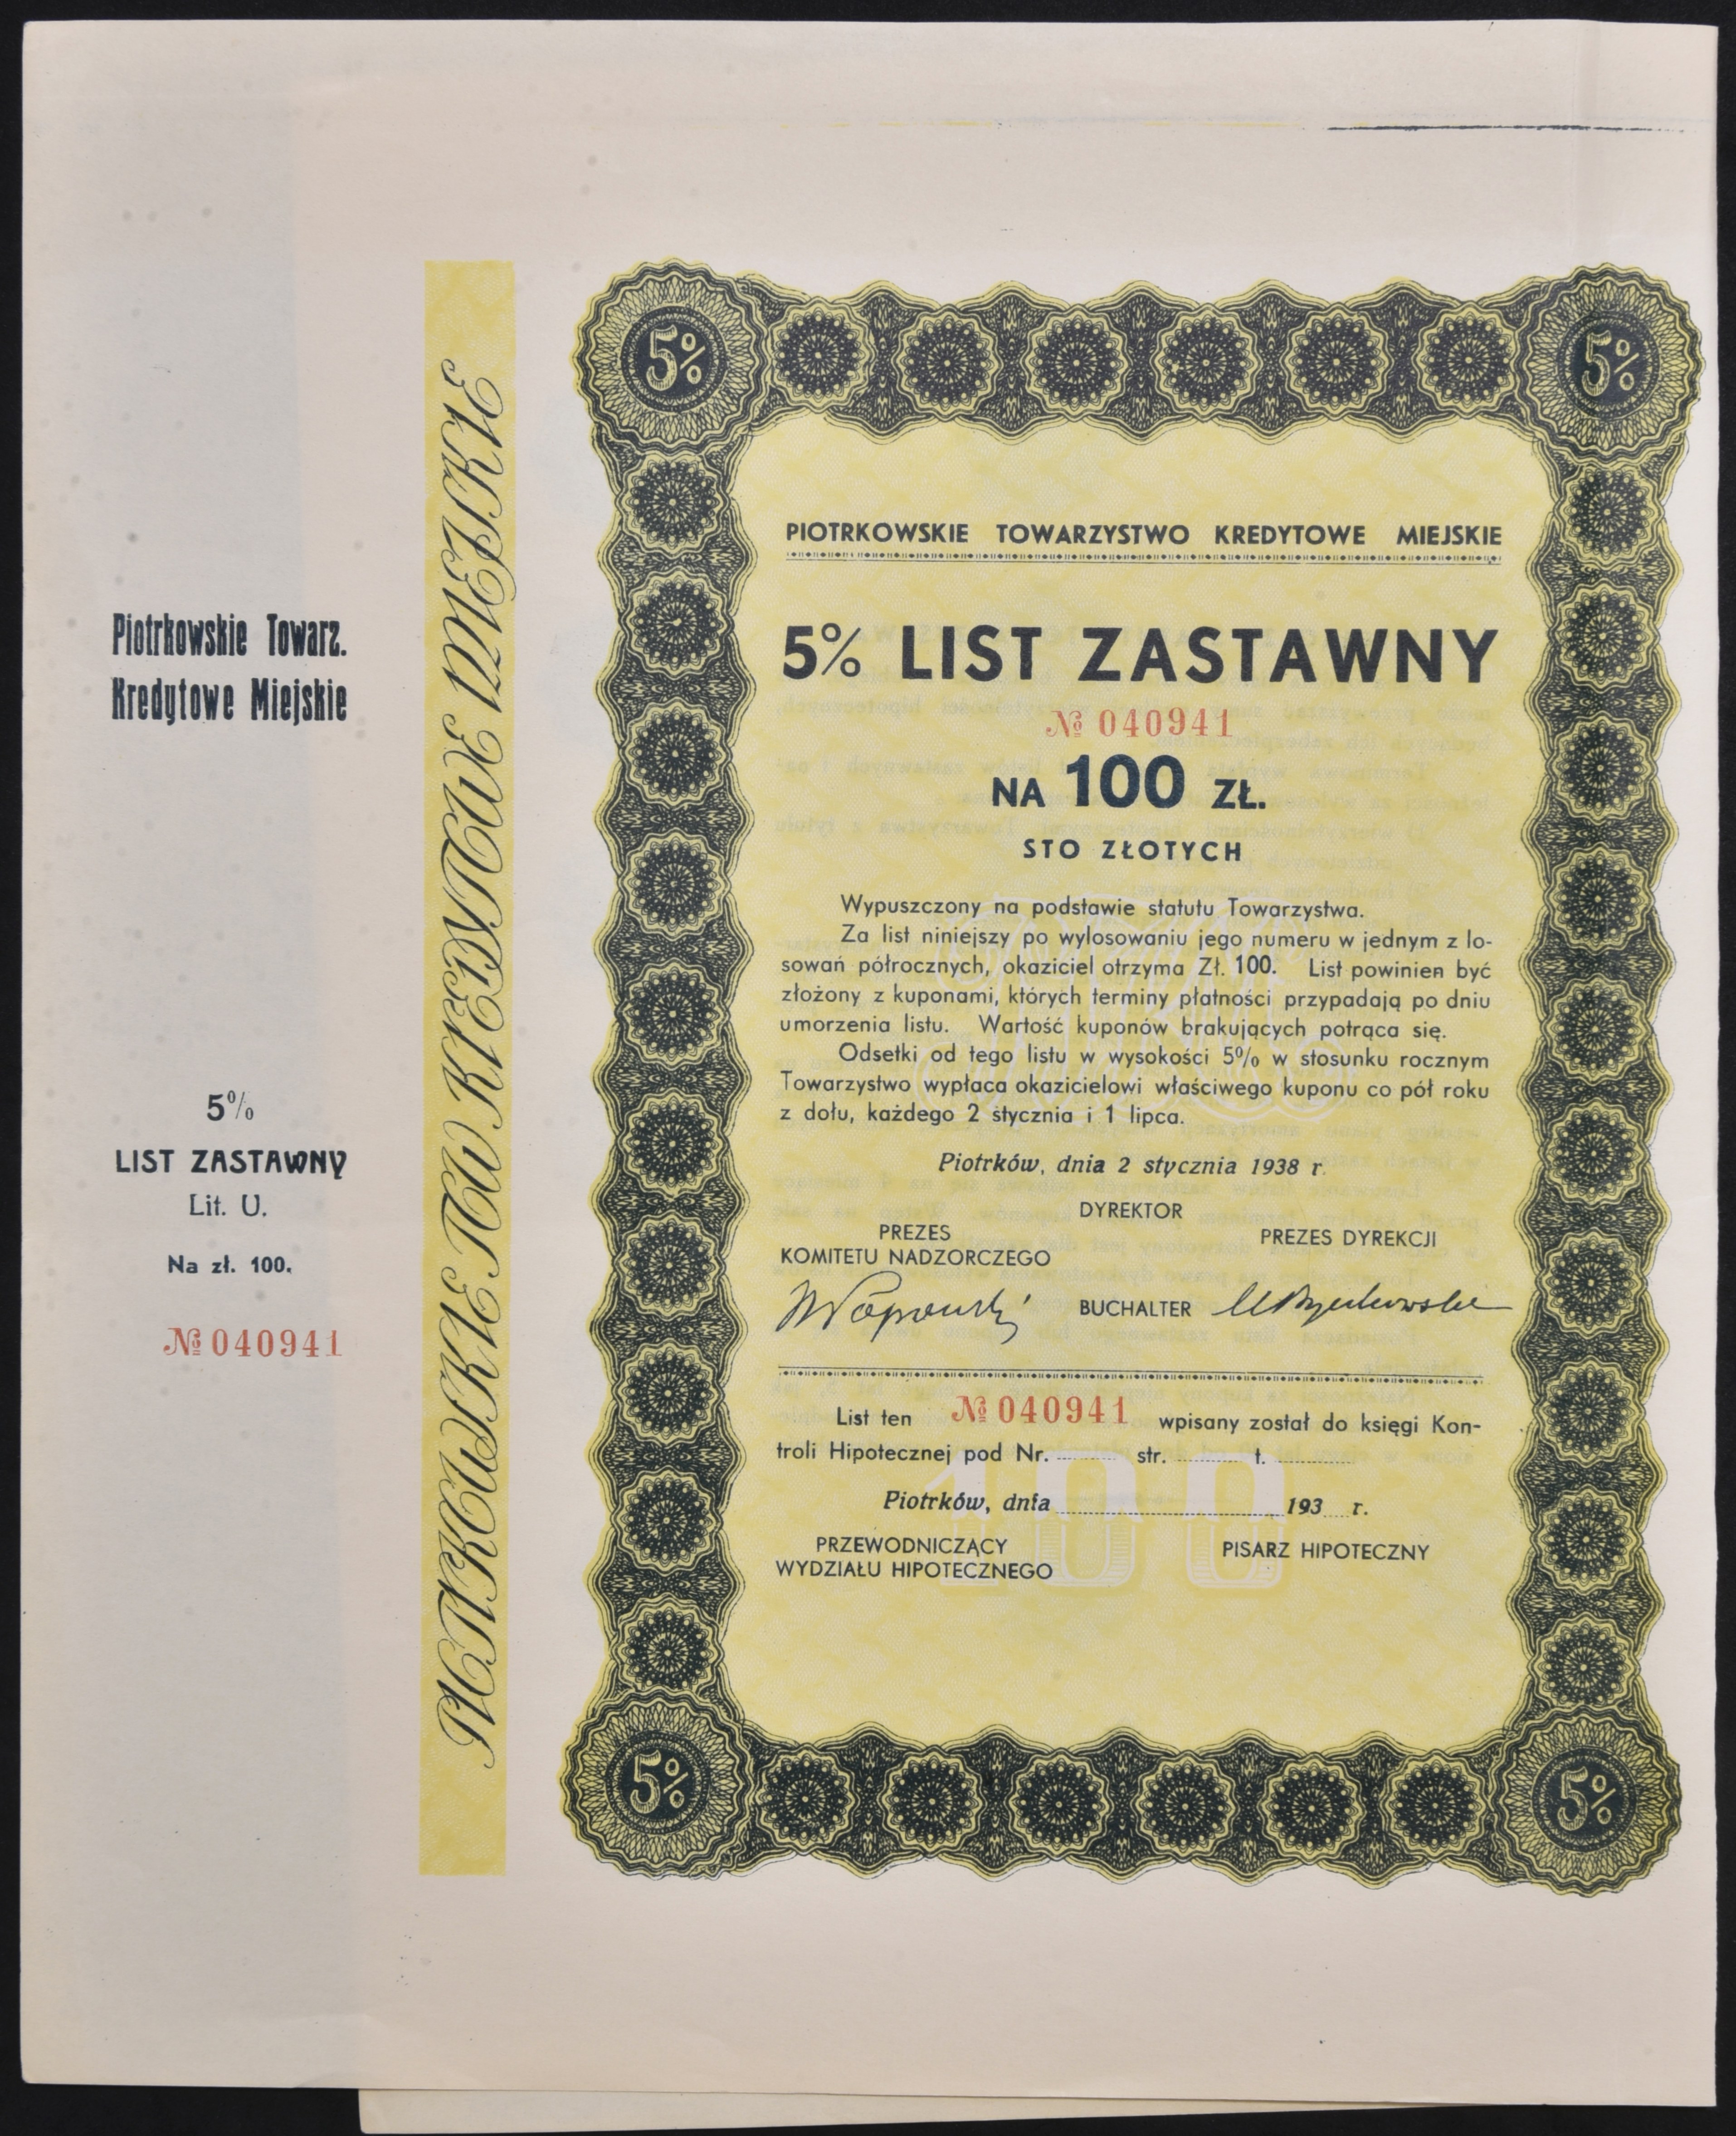 Piotrkowskie Towarz.
Kredytowe Miejskie
5%
LIST ZASTAWNY
Lit. U.
Na zł. 100.
№ 040941
5%
5%
PIOTRKOWSKIE TOWARZYSTWO KREDYTOWE MIEJSKIE
5% LIST ZASTAWNY
№ 040941
NA 100 ZŁ.
STO ZŁOTYCH
Wypuszczony na podstawie statutu Towarzystwa.
Za list niniejszy po wylosowaniu jego numeru w jednym z lo-
sowań półrocznych, okaziciel otrzyma Zł. 100. List powinien być
złożony z kuponami, których terminy płatności przypadają po dniu
umorzenia listu. Wartość kuponów brakujących potrąca się.
Odsetki od tego listu w wysokości 5% w stosunku rocznym
Towarzystwo wypłaca okazicielowi właściwego kuponu co pół roku
z dołu, każdego 2 stycznia i 1 lipca.
Piotrków, dnia 2 stycznia 1938 r.
DYREKTOR
PREZES
KOMITETU NADZORCZEGO
PREZES DYREKCJI
BUCHALTER
List ten № 040941 wpisany został do księgi Kon-
troli Hipotecznej pod Nr. str. t.
100
Piotrków, dnia 193 r.
PRZEWODNICZĄCY
WYDZIAŁU HIPOTECZNEGO
PISARZ HIPOTECZNY
5%
5%